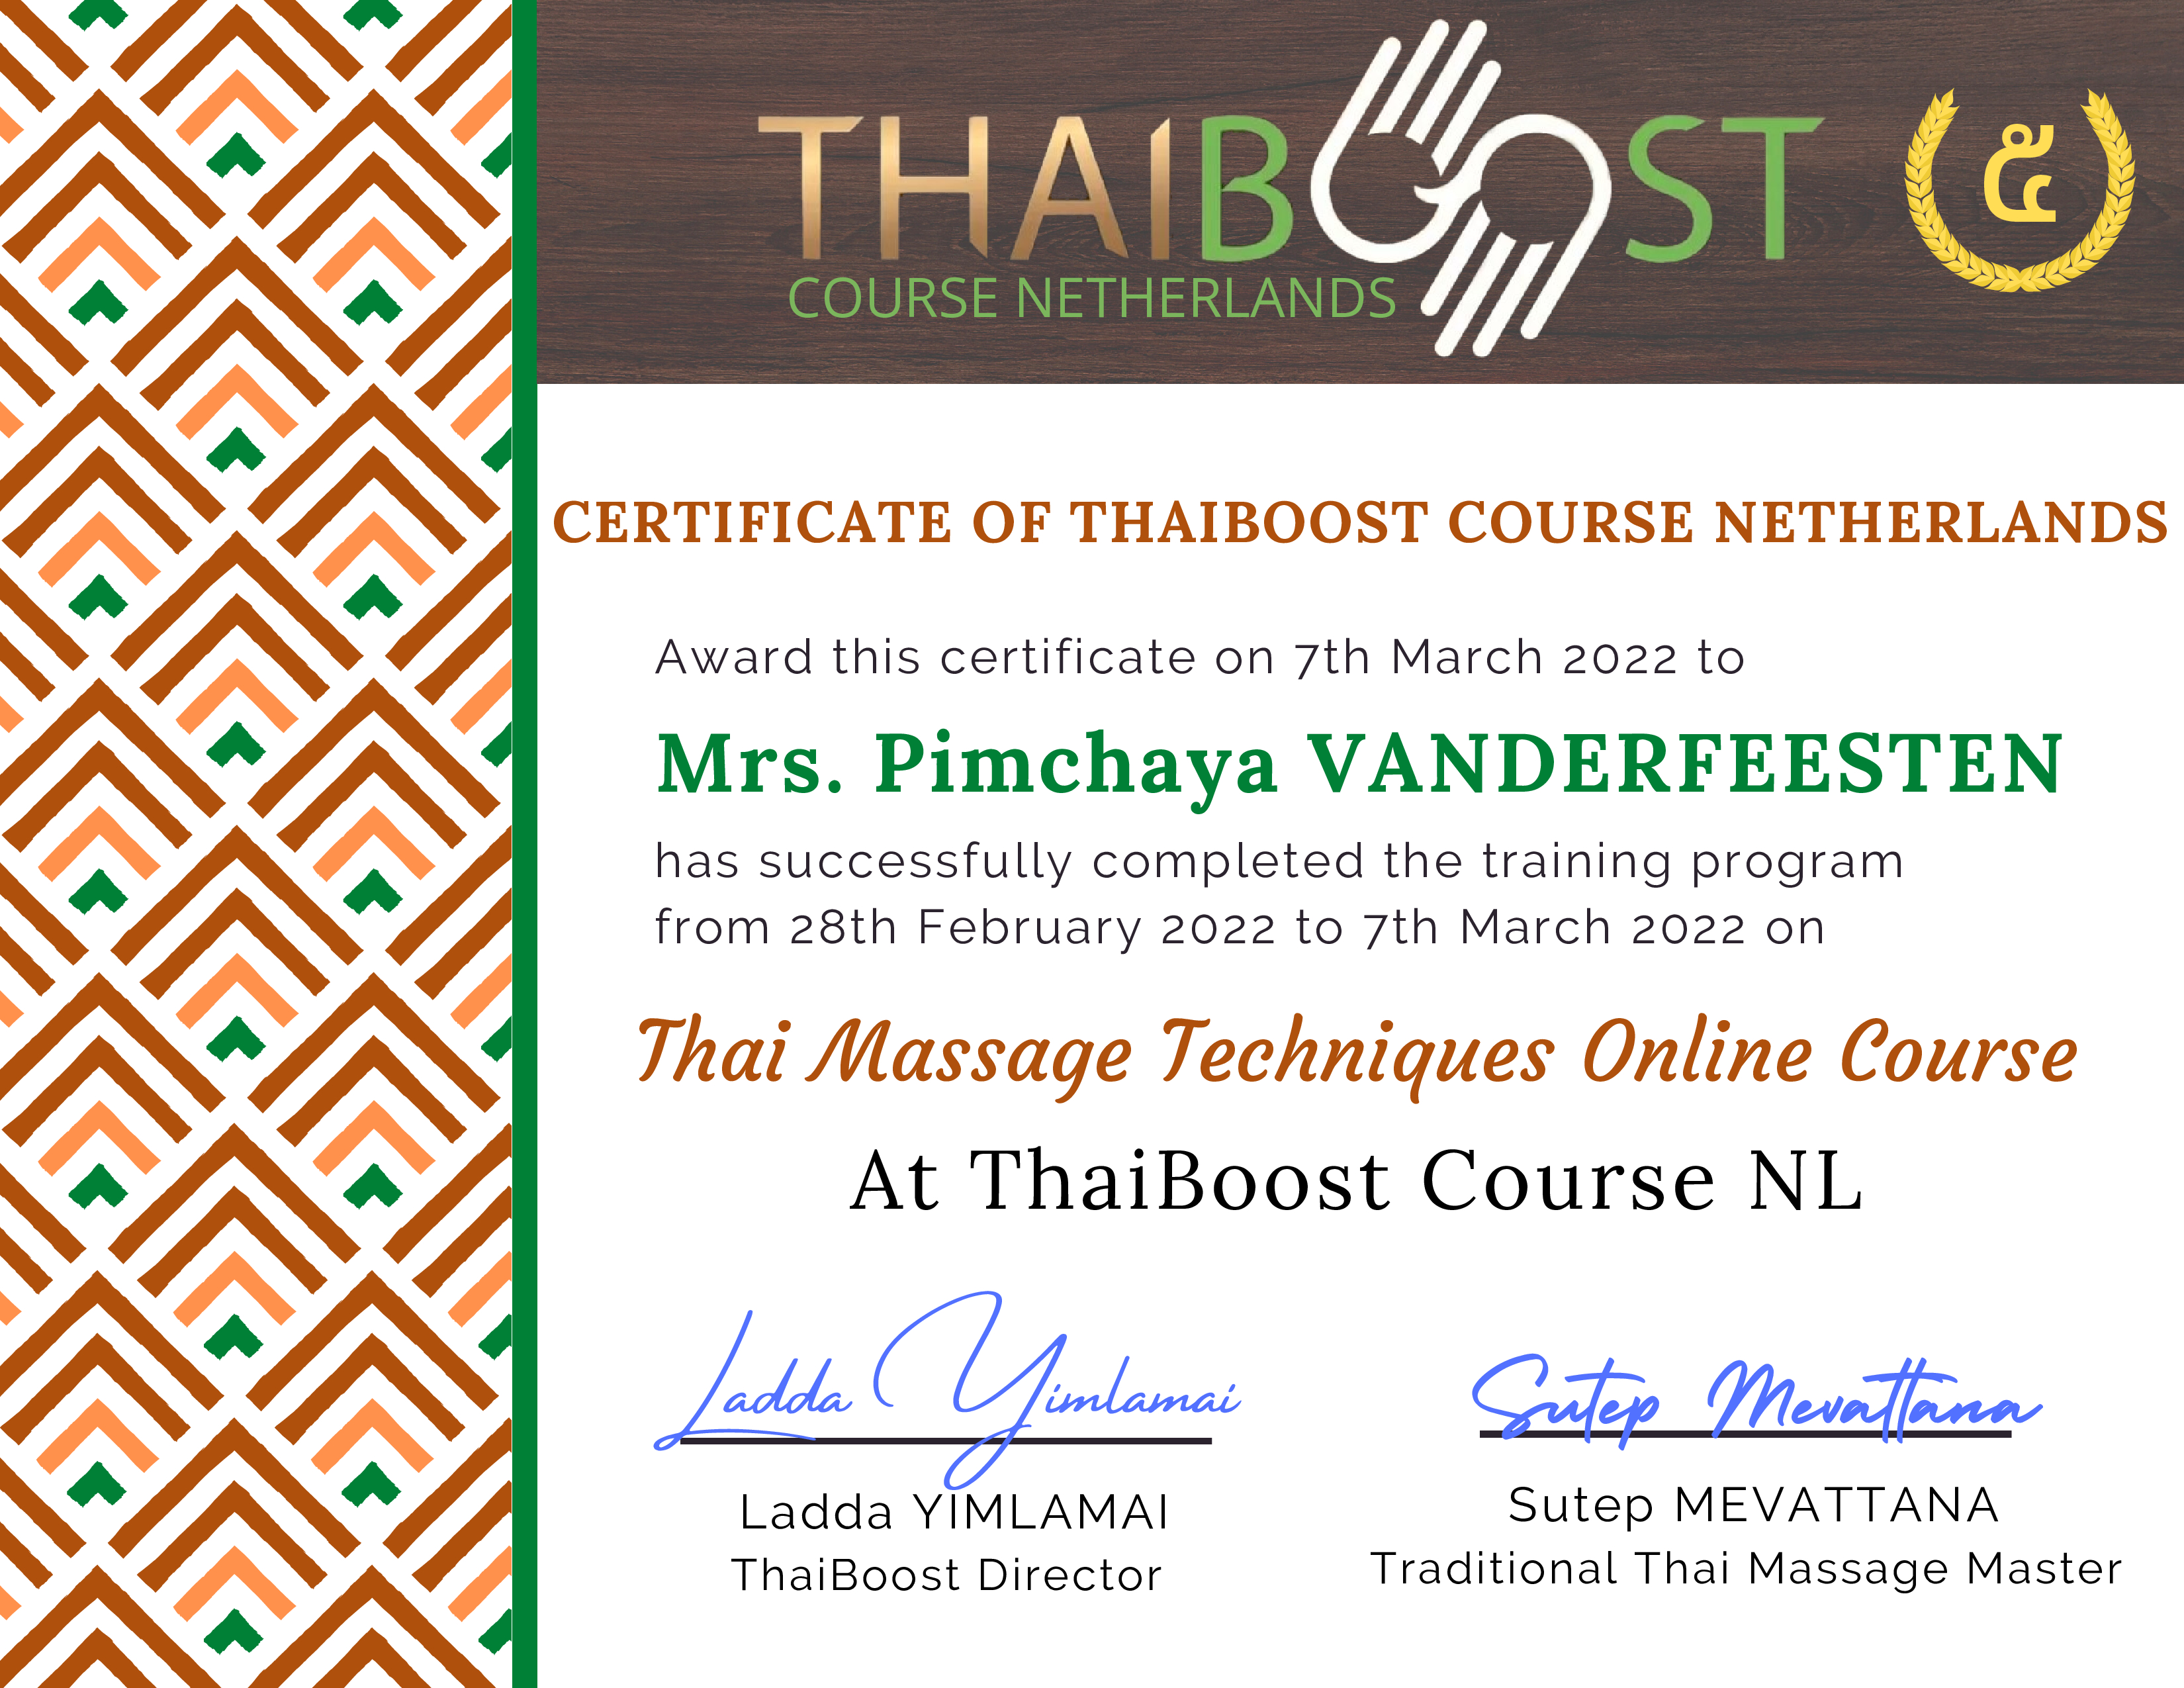 THAIBOOST
COURSE NETHERLANDS
๕
CERTIFICATE OF THAIBOOST COURSE NETHERLANDS
Award this certificate on 7th March 2022 to
Mrs. Pimchaya VANDERFEESTEN
has successfully completed the training program
from 28th February 2022 to 7th March 2022 on
Thai Massage Techniques Online Course
At ThaiBoost Course NL
Ladda Yimlamai
Sutep Mevattana
Ladda YIMLAMAI
Sutep MEVATTANA
ThaiBoost Director
Traditional Thai Massage Master